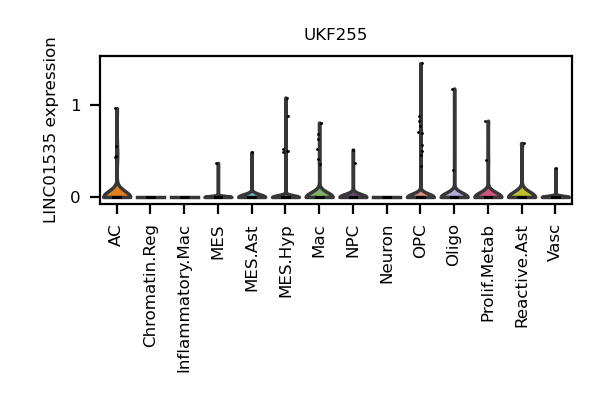 UKF255
LINC01535 expression
1
0
AC
Chromatin.Reg
Inflammatory.Mac
MES
MES.Ast
MES.Hyp
Mac
NPC
Neuron
OPC
Oligo
Prolif.Metab
Reactive.Ast
Vasc